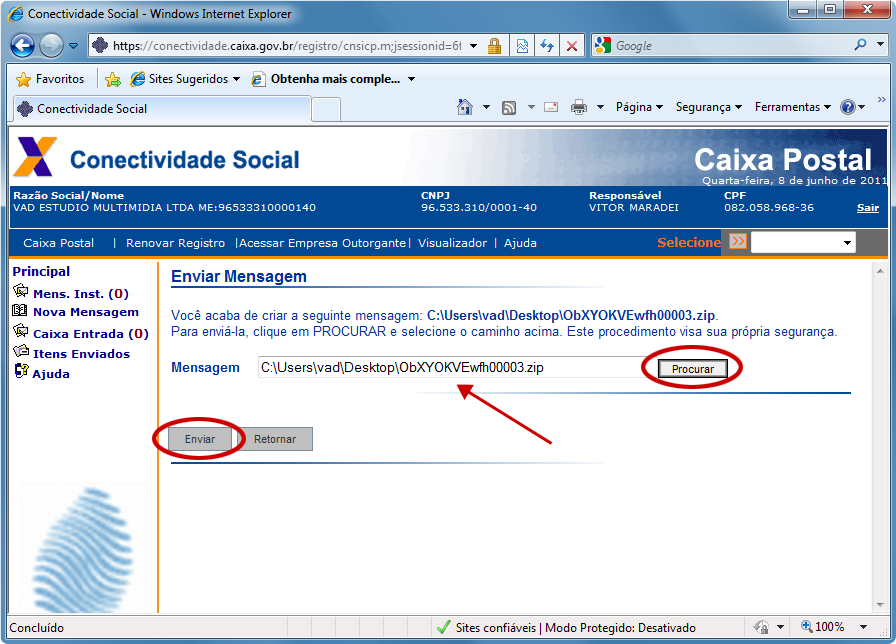 Conectividade Social - Windows Internet Explorer
https://conectividade.caixa.gov.br/registro/cnsicp.m;jsessionid=6f
Google
Favoritos
Sites Sugeridos
Obtenha mais comple...
Conectividade Social
Página
Segurança
Ferramentas
Conectividade Social
Caixa Postal
Quarta-feira, 8 de junho de 2011
Razão Social/Nome CNPJ Responsável CPF
VAD ESTUDIO MULTIMIDIA LTDA ME:96533310000140 96.533.310/0001-40 VITOR MARADEI 082.058.968-36 Sair
Caixa Postal | Renovar Registro |Acessar Empresa Outorgante| Visualizador | Ajuda Selecione
Principal
Mens. Inst. (0)
Nova Mensagem
Caixa Entrada (0)
Itens Enviados
Ajuda
Enviar Mensagem
Você acaba de criar a seguinte mensagem: C:\Users\vad\Desktop\ObXYOKVEwfh00003.zip.
Para enviá-la, clique em PROCURAR e selecione o caminho acima. Este procedimento visa sua própria segurança.
Mensagem C:\Users\vad\Desktop\ObXYOKVEwfh00003.zip Procurar
Enviar Retornar
Concluído Sites confiáveis | Modo Protegido: Desativado 100%